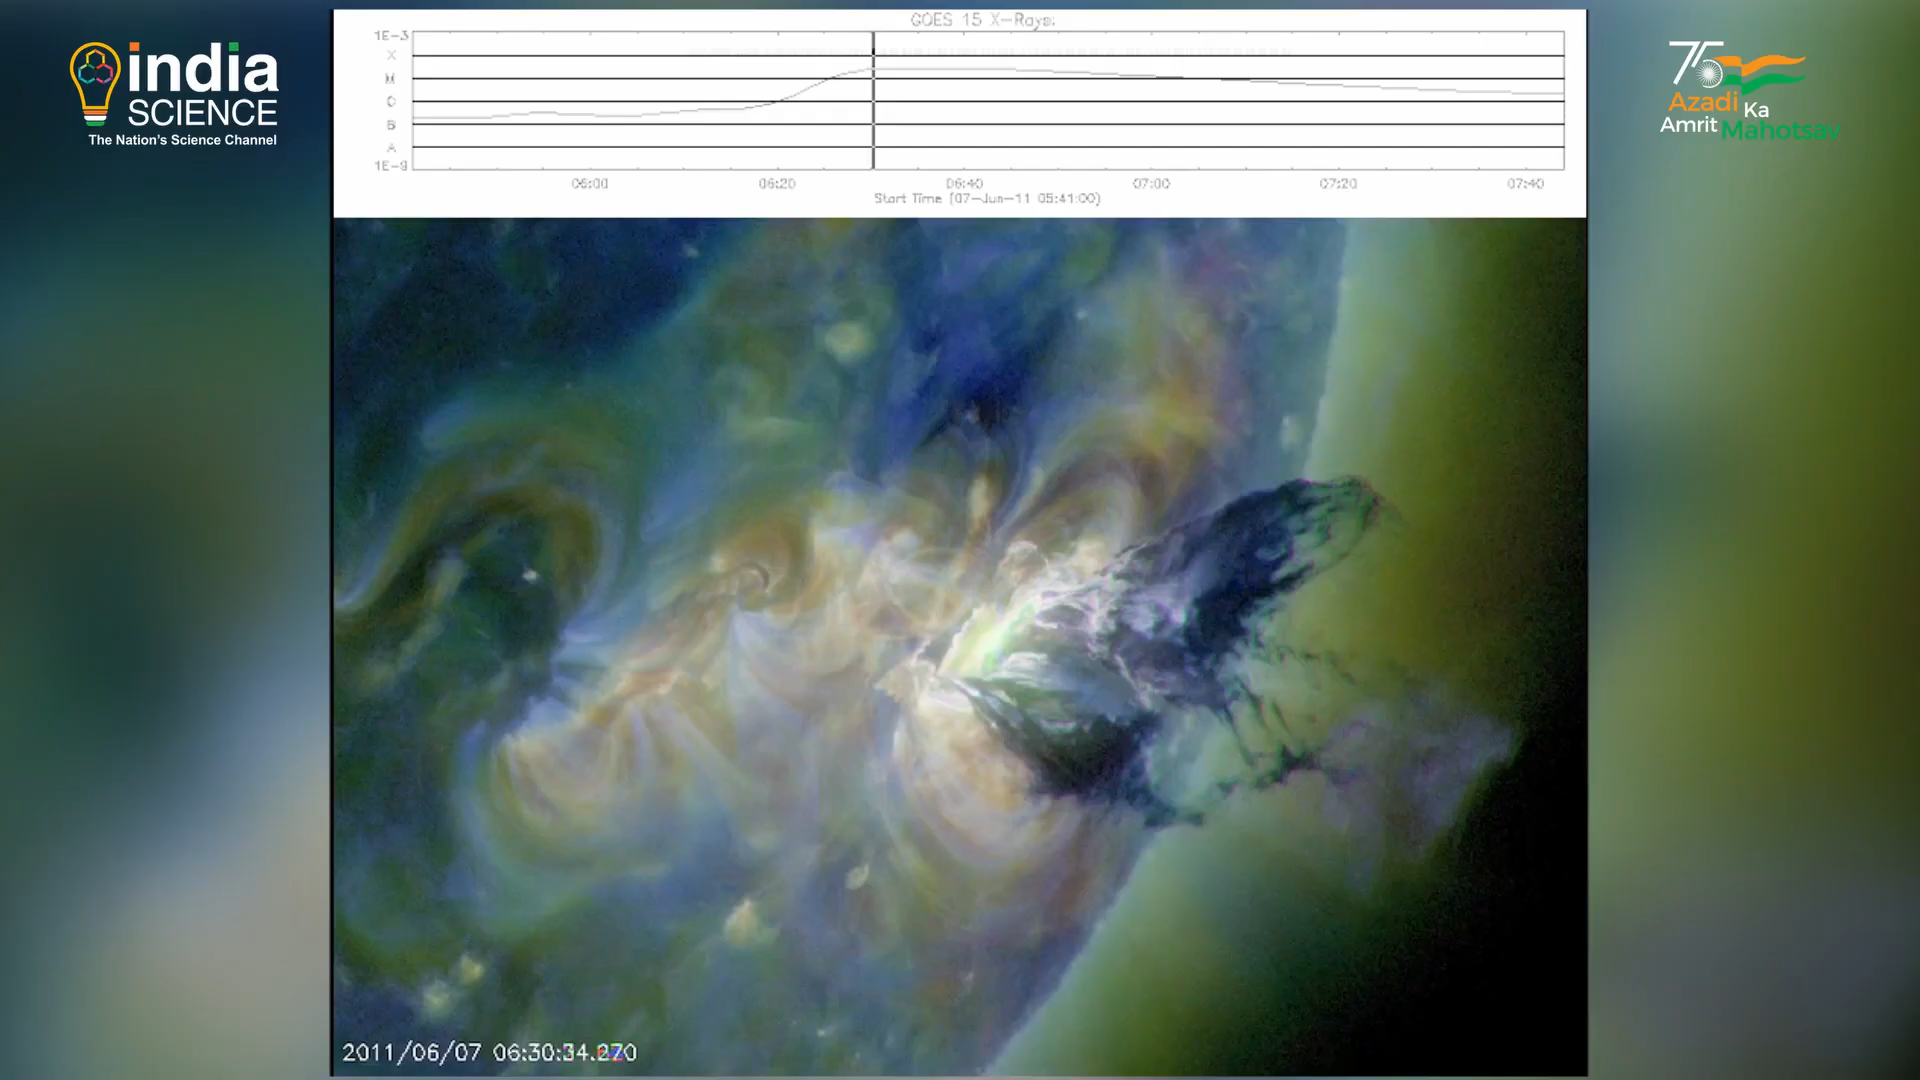 india
SCIENCE
The Nation's Science Channel
GOES 15 X-Rays:
1E-3
X
M
C
B
A
1E-9
06:00
06:20
06:40
07:00
07:20
07:40
Start Time (07-Jun-11 05:41:00)
75
Azadi Ka
Amrit Mahotsav
2011/06/07 06:30:34.270